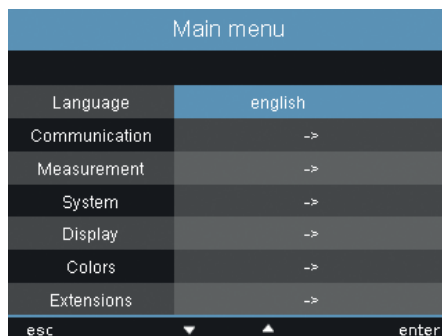 Main menu
Language english
Communication ->
Measurement ->
System ->
Display ->
Colors ->
Extensions ->
esc ▼ ▲ enter